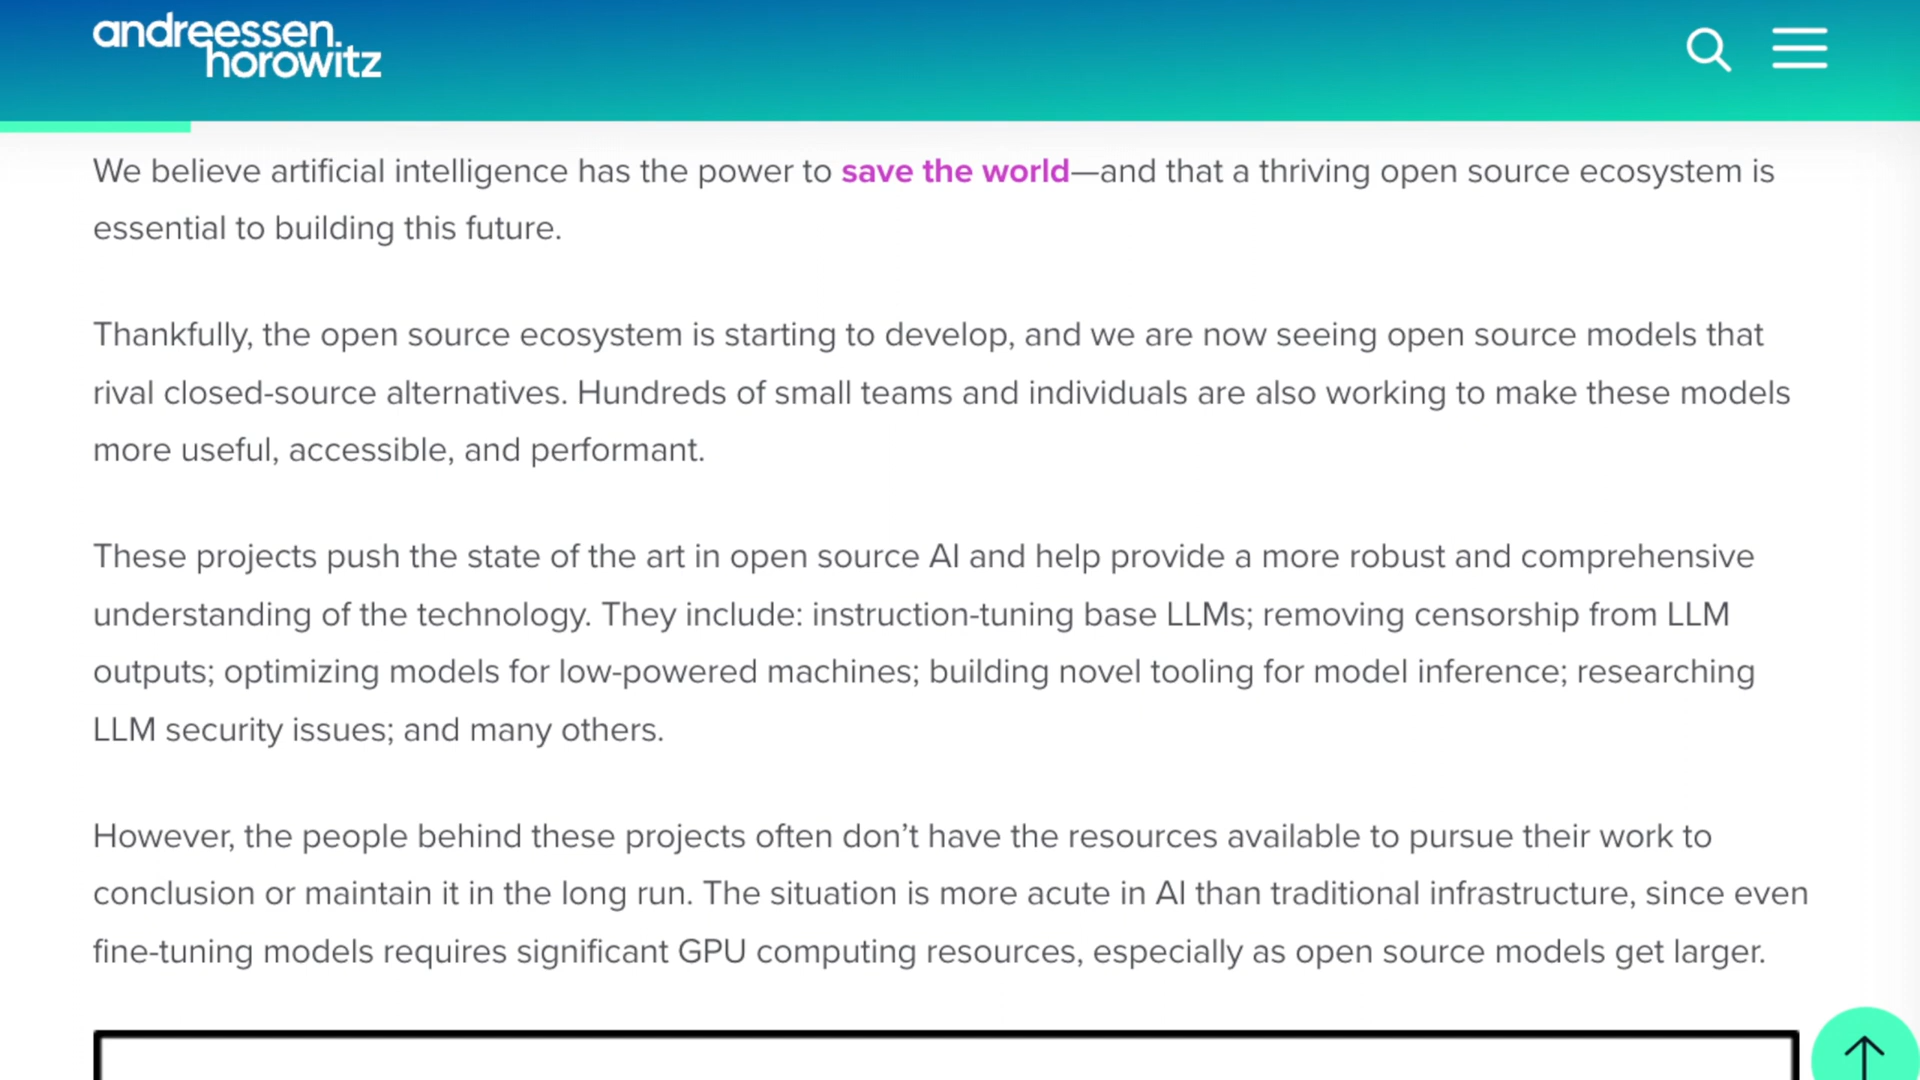 andreessen.
horowitz
We believe artificial intelligence has the power to save the world—and that a thriving open source ecosystem is
essential to building this future.
Thankfully, the open source ecosystem is starting to develop, and we are now seeing open source models that
rival closed-source alternatives. Hundreds of small teams and individuals are also working to make these models
more useful, accessible, and performant.
These projects push the state of the art in open source AI and help provide a more robust and comprehensive
understanding of the technology. They include: instruction-tuning base LLMs; removing censorship from LLM
outputs; optimizing models for low-powered machines; building novel tooling for model inference; researching
LLM security issues; and many others.
However, the people behind these projects often don’t have the resources available to pursue their work to
conclusion or maintain it in the long run. The situation is more acute in AI than traditional infrastructure, since even
fine-tuning models requires significant GPU computing resources, especially as open source models get larger.